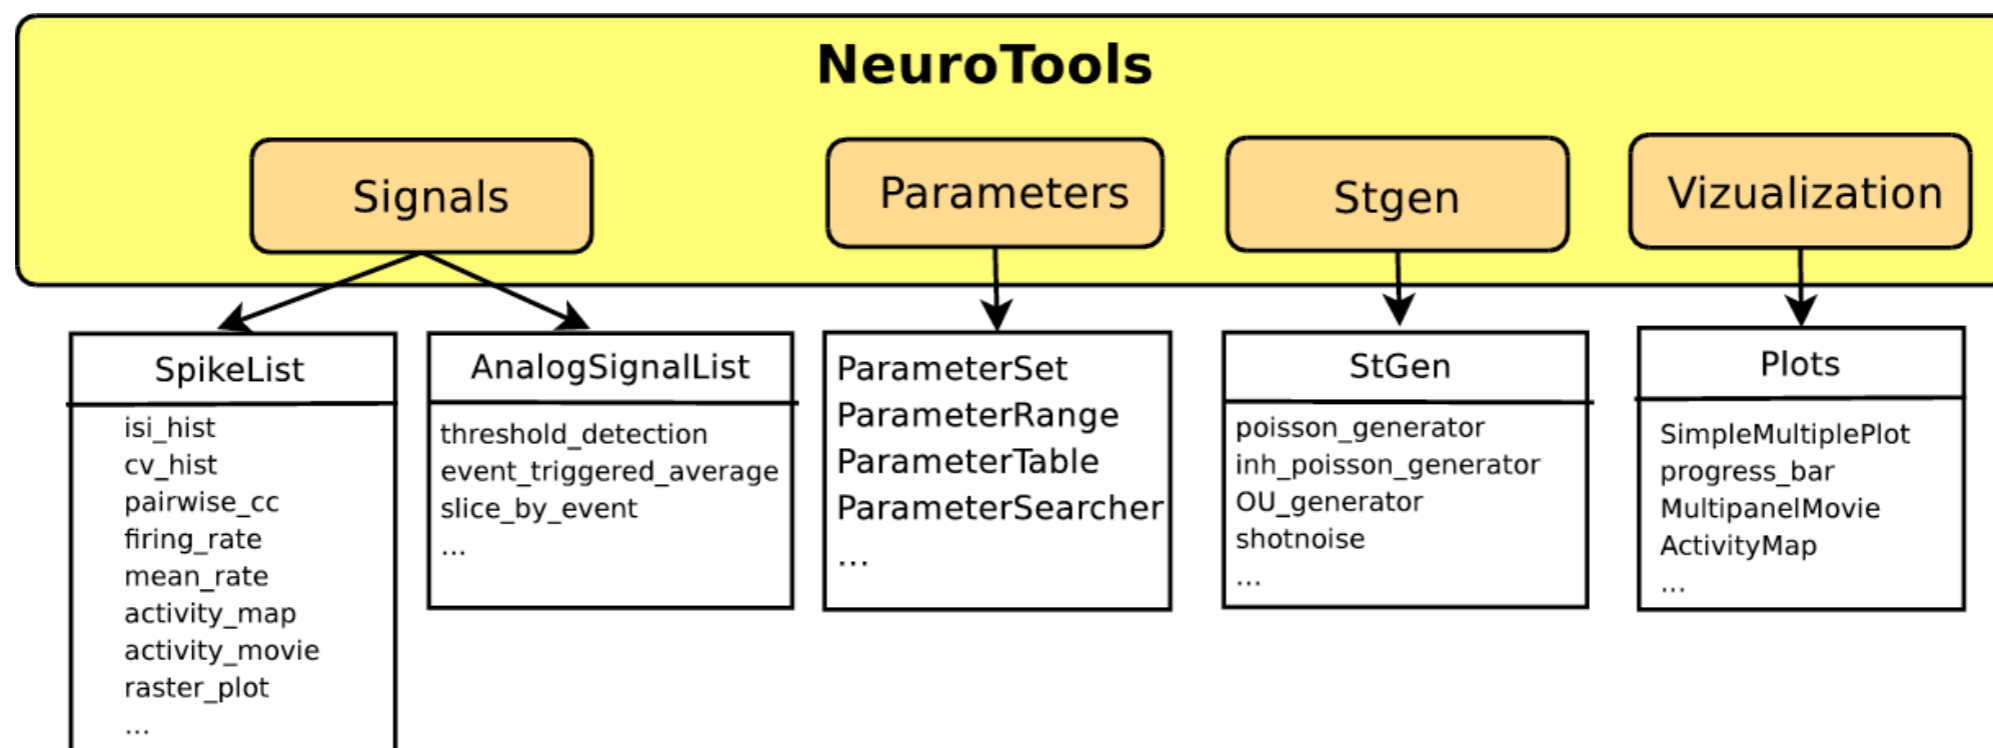 NeuroTools
Signals
Parameters
Stgen
Vizualization
SpikeList
isi_hist
cv_hist
pairwise_cc
firing_rate
mean_rate
activity_map
activity_movie
raster_plot
...
AnalogSignalList
threshold_detection
event_triggered_average
slice_by_event
...
ParameterSet
ParameterRange
ParameterTable
ParameterSearcher
...
StGen
poisson_generator
inh_poisson_generator
OU_generator
shotnoise
...
Plots
SimpleMultiplePlot
progress_bar
MultipanelMovie
ActivityMap
...